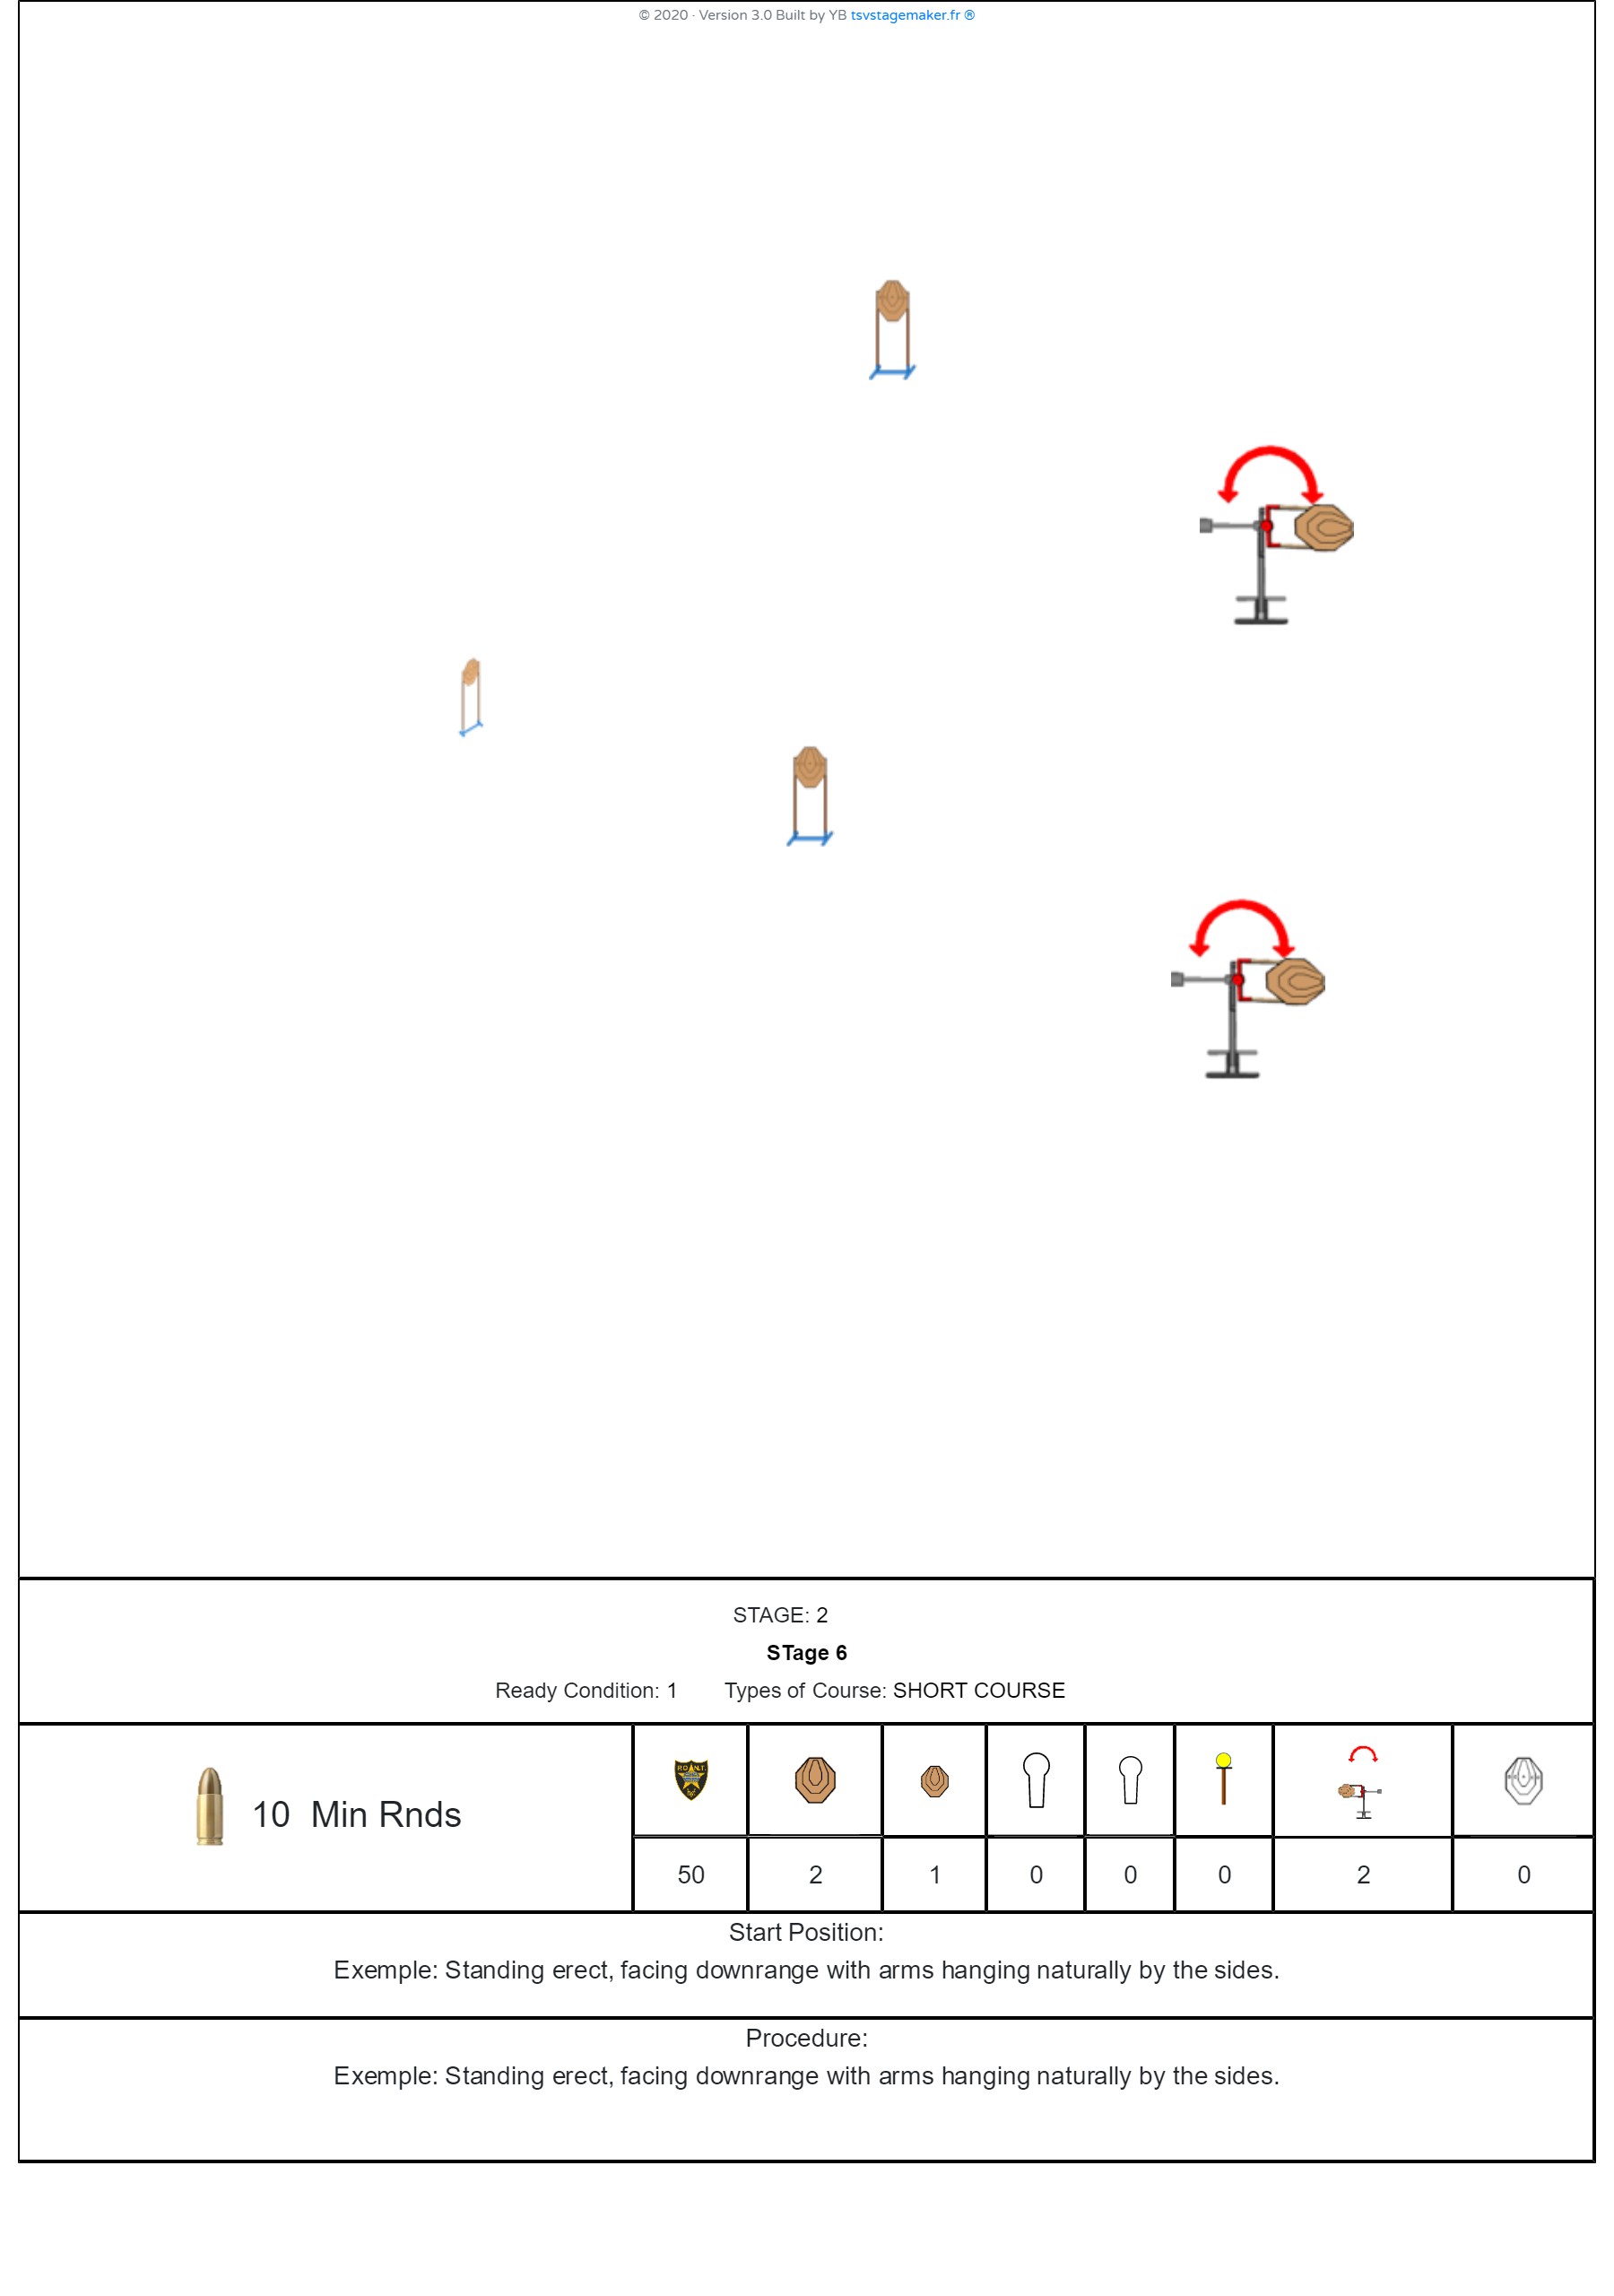 © 2020 · Version 3.0 Built by YB tsvstagemaker.fr ®
STAGE: 2
STage 6
Ready Condition: 1 Types of Course: SHORT COURSE
10 Min Rnds
50 2 1 0 0 0 2 0
Start Position:
Exemple: Standing erect, facing downrange with arms hanging naturally by the sides.
Procedure:
Exemple: Standing erect, facing downrange with arms hanging naturally by the sides.